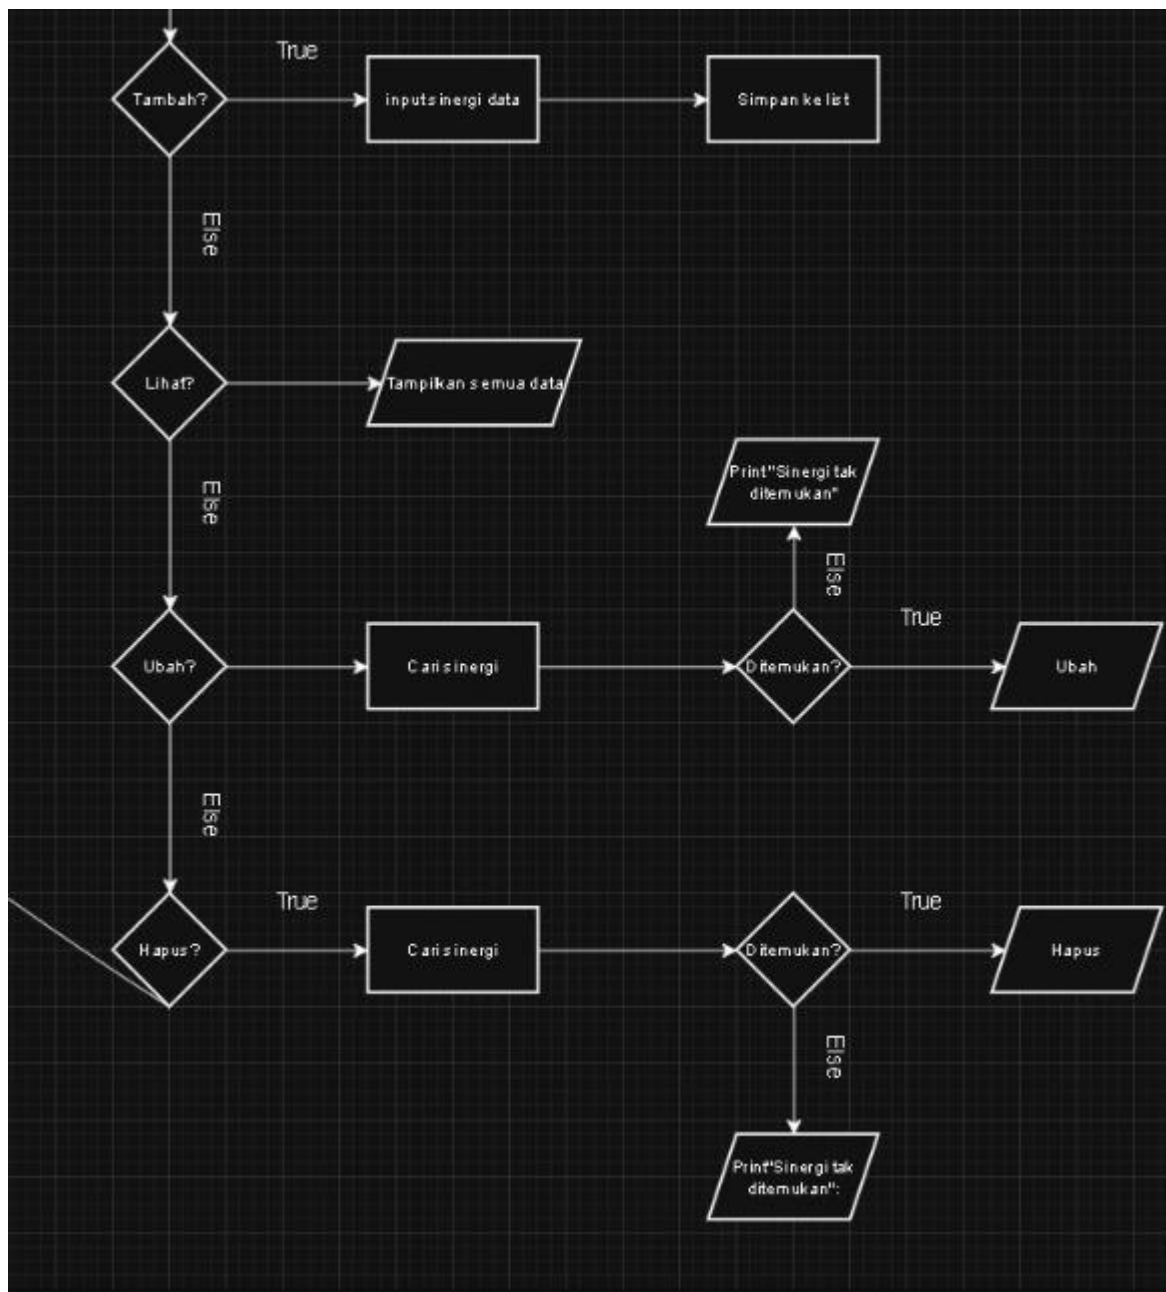 True
Tambah?
input sinergi data
Simpan ke list
Else
Lihat?
Tampilkan semua data
Print"Sinergi tak
ditemukan"
Else
Else
True
Ubah?
Cari sinergi
Ditemukan?
Ubah
Else
True
True
Hapus?
Cari sinergi
Ditemukan?
Hapus
Else
Print"Sinergi tak
ditemukan":